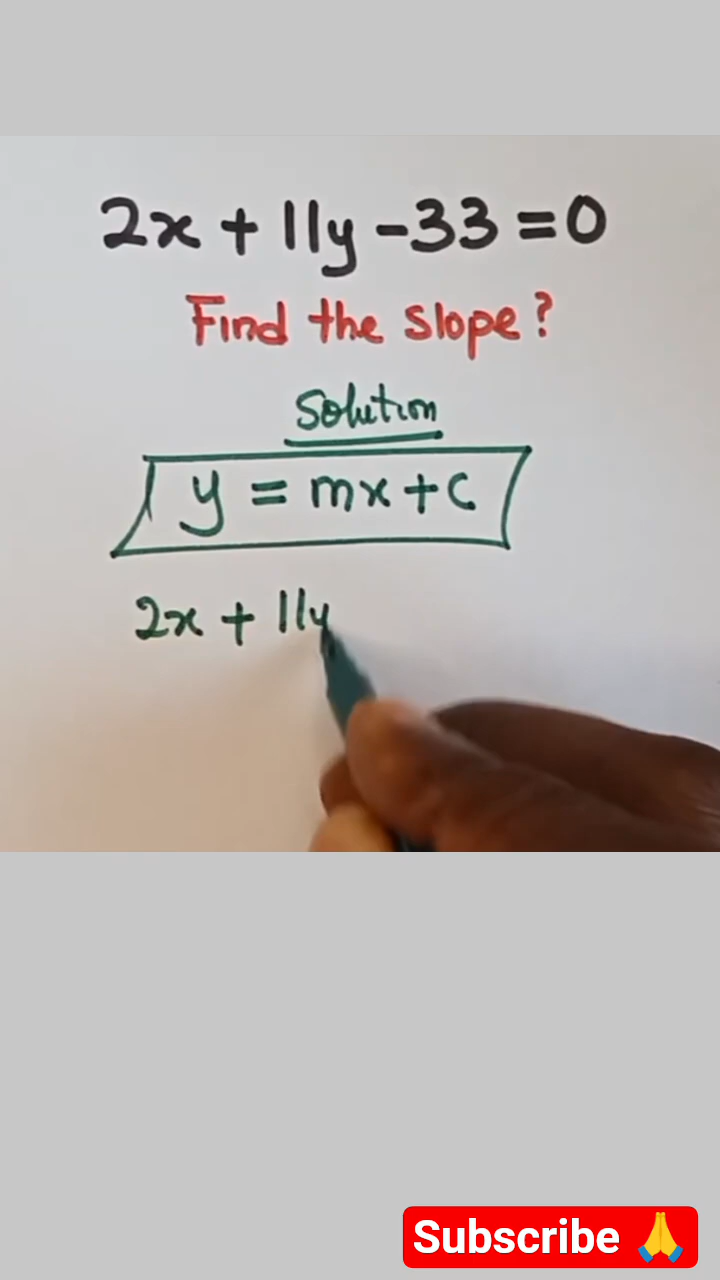 2x + 11y - 33 = 0
Find the slope?
Solution
y = mx + c
2x + 11y
Subscribe 🙏